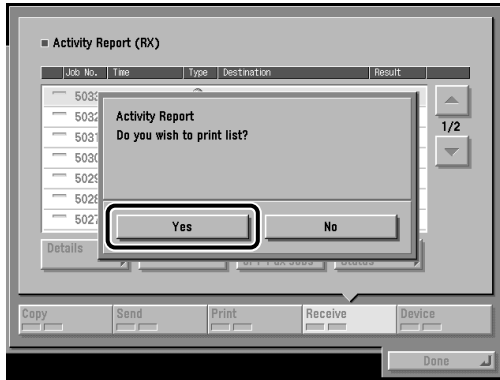 Activity Report (RX)
Job No. Time Type Destination Result
5033
5032
5031
5030
5029
5028
5027
1/2
Activity Report
Do you wish to print list?
Yes No
Details
Copy Send Print Receive Device
Done